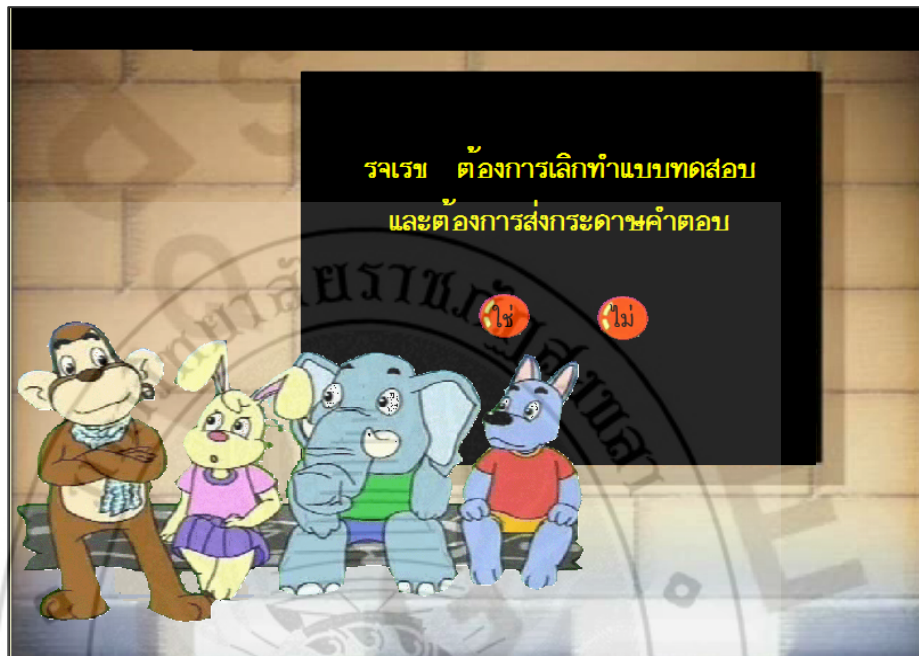 รจเรข ต้องการเลิกทำแบบทดสอบ
และต้องการส่งกระดาษคำตอบ
ใช่ ไม่